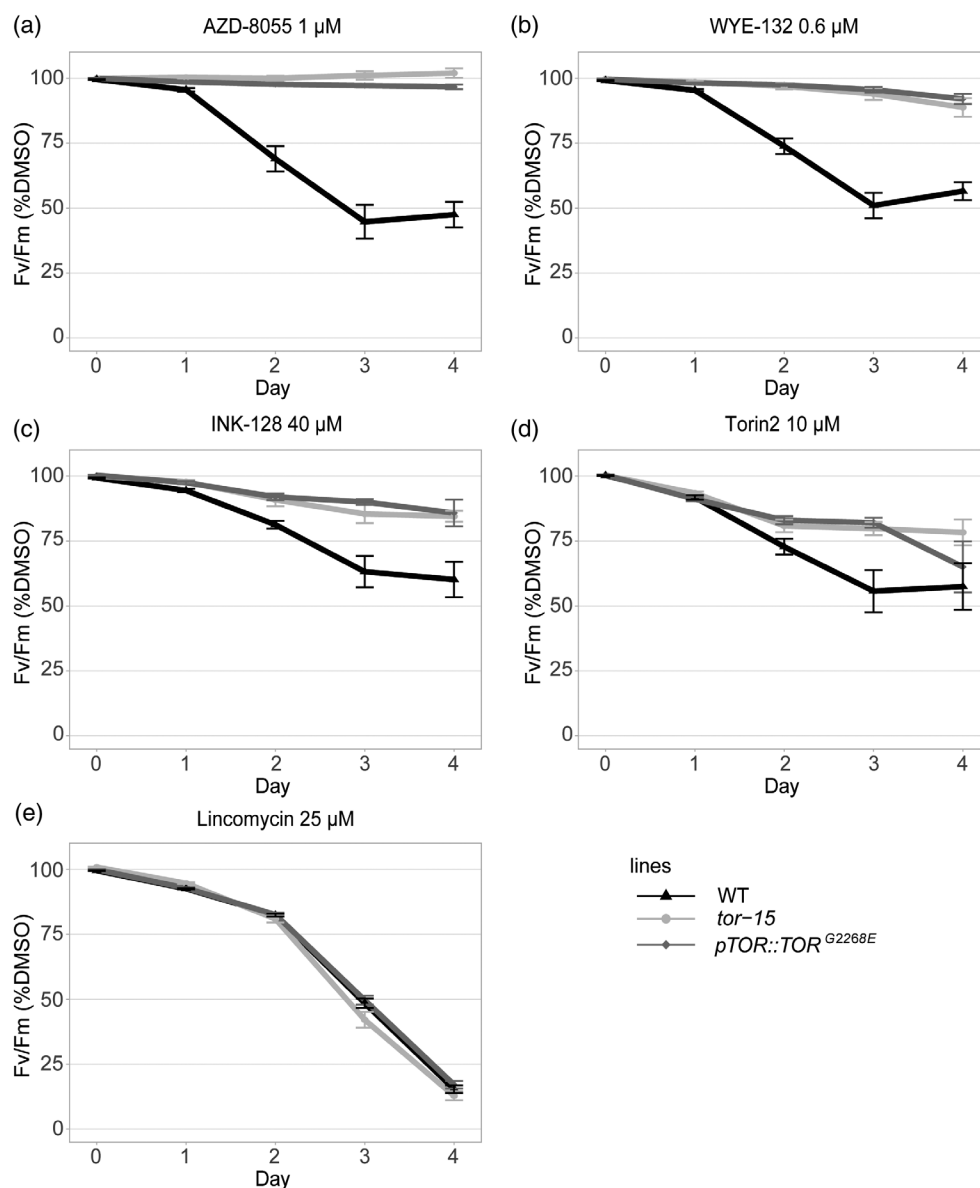 (a)
AZD-8055 1 µM
Fv/Fm (%DMSO)
100
75
50
25
0
0 1 2 3 4
Day
(b)
WYE-132 0.6 µM
Fv/Fm (%DMSO)
100
75
50
25
0
0 1 2 3 4
Day
(c)
INK-128 40 µM
Fv/Fm (%DMSO)
100
75
50
25
0
0 1 2 3 4
Day
(d)
Torin2 10 µM
Fv/Fm (%DMSO)
100
75
50
25
0
0 1 2 3 4
Day
(e)
Lincomycin 25 µM
Fv/Fm (%DMSO)
100
75
50
25
0
0 1 2 3 4
Day
lines
WT
tor−15
pTOR::TOR G2268E